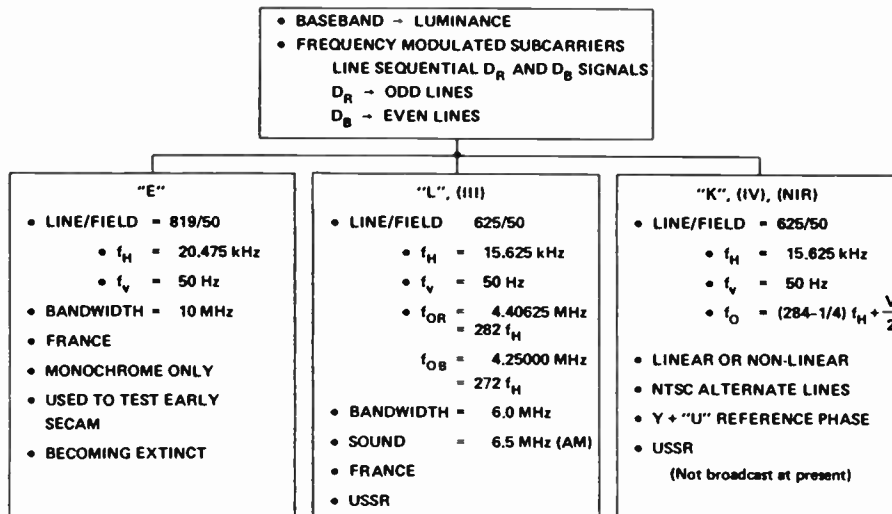 • BASEBAND → LUMINANCE
• FREQUENCY MODULATED SUBCARRIERS
LINE SEQUENTIAL D_R AND D_B SIGNALS
D_R → ODD LINES
D_B → EVEN LINES
"E"
• LINE/FIELD = 819/50
• f_H = 20.475 kHz
• f_v = 50 Hz
• BANDWIDTH = 10 MHz
• FRANCE
• MONOCHROME ONLY
• USED TO TEST EARLY
SECAM
• BECOMING EXTINCT
"L", (III)
• LINE/FIELD 625/50
• f_H = 15.625 kHz
• f_v = 50 Hz
• f_OR = 4.40625 MHz
= 282 f_H
f_OB = 4.25000 MHz
= 272 f_H
• BANDWIDTH = 6.0 MHz
• SOUND = 6.5 MHz (AM)
• FRANCE
• USSR
"K", (IV), (NIR)
• LINE/FIELD = 625/50
• f_H = 15.625 kHz
• f_v = 50 Hz
• f_O = (284-1/4) f_H + V/2
• LINEAR OR NON-LINEAR
• NTSC ALTERNATE LINES
• Y + "U" REFERENCE PHASE
• USSR
(Not broadcast at present)